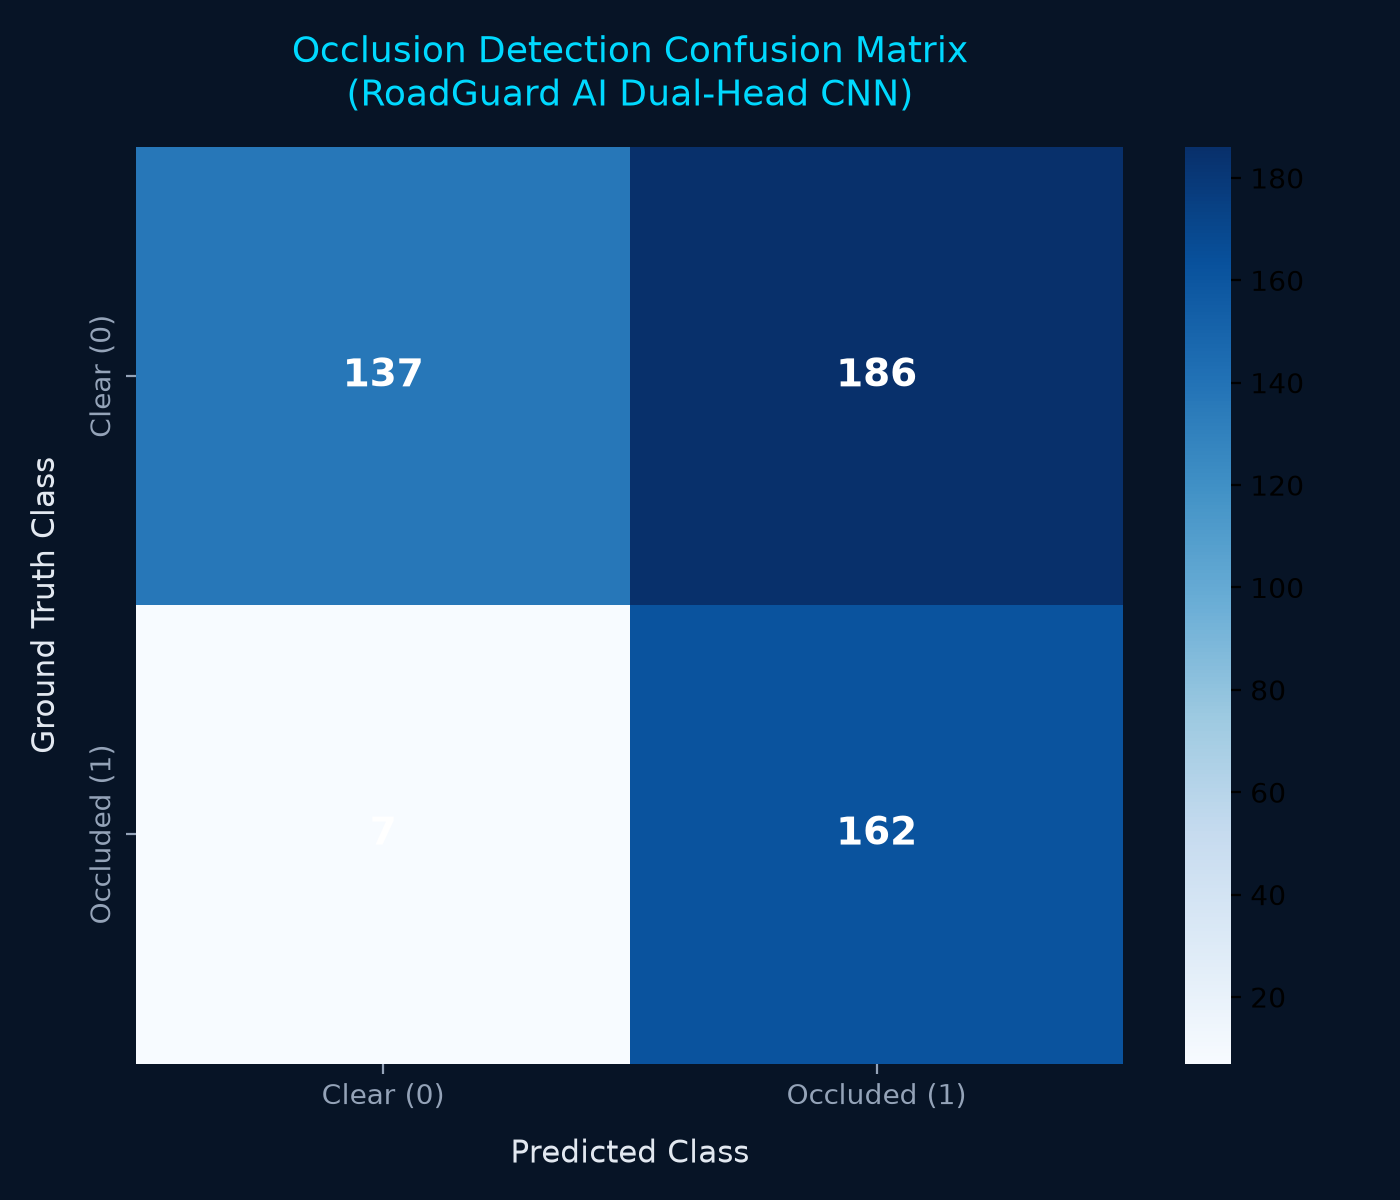 Occlusion Detection Confusion Matrix
(RoadGuard AI Dual-Head CNN)
Ground Truth Class
Clear (0)
Occluded (1)
137
186
7
162
Clear (0)
Occluded (1)
Predicted Class
180
160
140
120
100
80
60
40
20